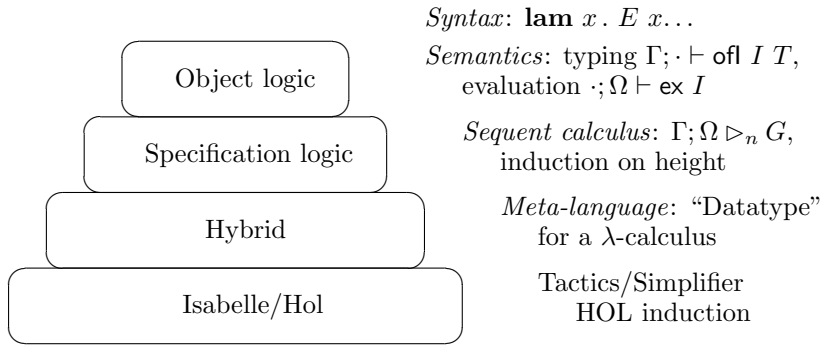 Syntax: lam x . E x...
Object logic
Semantics: typing Γ; · ⊢ ofl I T,
evaluation ·; Ω ⊢ ex I
Specification logic
Sequent calculus: Γ; Ω ▷ₙ G,
induction on height
Hybrid
Meta-language: “Datatype”
for a λ-calculus
Isabelle/Hol
Tactics/Simplifier
HOL induction